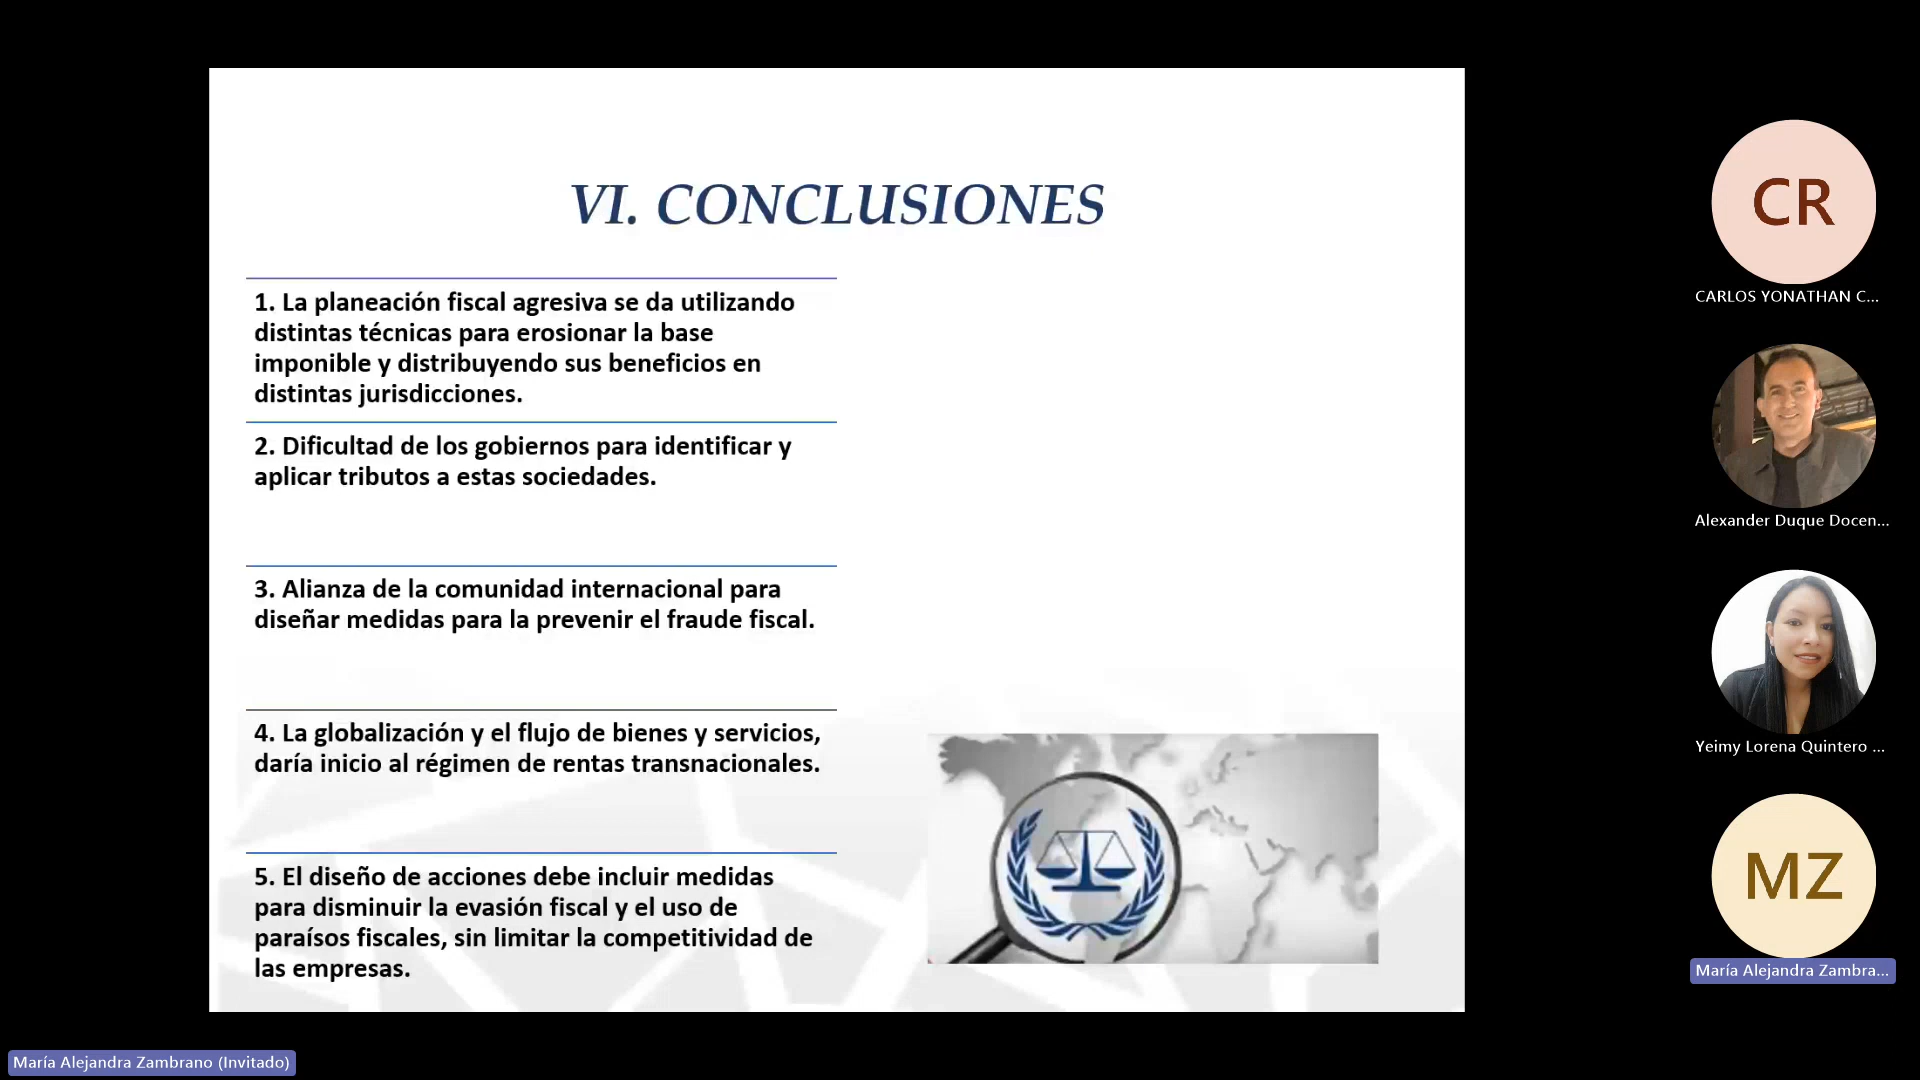 VI. CONCLUSIONES
1. La planeación fiscal agresiva se da utilizando
distintas técnicas para erosionar la base
imponible y distribuyendo sus beneficios en
distintas jurisdicciones.
2. Dificultad de los gobiernos para identificar y
aplicar tributos a estas sociedades.
3. Alianza de la comunidad internacional para
diseñar medidas para la prevenir el fraude fiscal.
4. La globalización y el flujo de bienes y servicios,
daría inicio al régimen de rentas transnacionales.
5. El diseño de acciones debe incluir medidas
para disminuir la evasión fiscal y el uso de
paraísos fiscales, sin limitar la competitividad de
las empresas.
CR
CARLOS YONATHAN C...
Alexander Duque Docen...
Yeimy Lorena Quintero ...
MZ
María Alejandra Zambra...
María Alejandra Zambrano (Invitado)